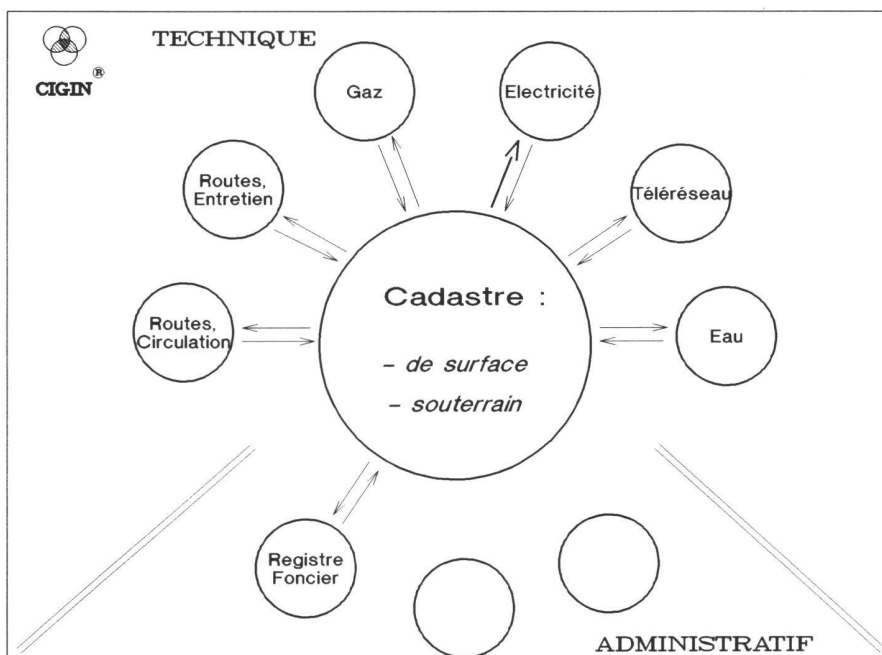 TECHNIQUE
CIGIN ®
Gaz
Electricité
Routes,
Entretien
Téléréseau
Routes,
Circulation
Cadastre :
- de surface
- souterrain
Eau
Registre
Foncier
ADMINISTRATIF